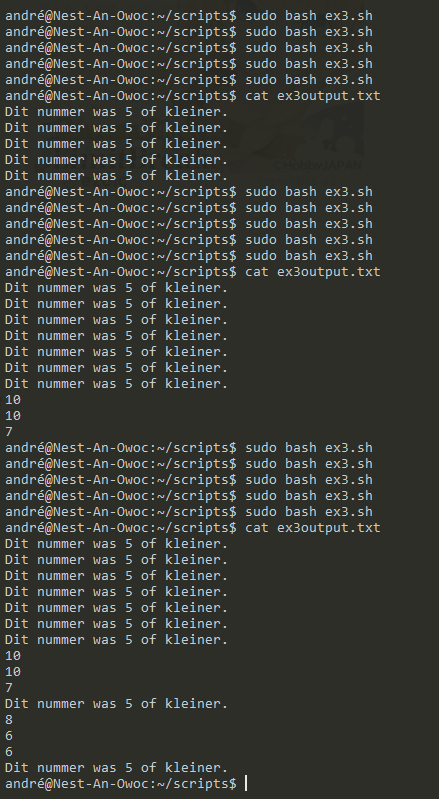 andré@Nest-An-Owoc:~/scripts$ sudo bash ex3.sh
andré@Nest-An-Owoc:~/scripts$ sudo bash ex3.sh
andré@Nest-An-Owoc:~/scripts$ sudo bash ex3.sh
andré@Nest-An-Owoc:~/scripts$ sudo bash ex3.sh
andré@Nest-An-Owoc:~/scripts$ sudo bash ex3.sh
andré@Nest-An-Owoc:~/scripts$ cat ex3output.txt
Dit nummer was 5 of kleiner.
Dit nummer was 5 of kleiner.
Dit nummer was 5 of kleiner.
Dit nummer was 5 of kleiner.
Dit nummer was 5 of kleiner.
andré@Nest-An-Owoc:~/scripts$ sudo bash ex3.sh
andré@Nest-An-Owoc:~/scripts$ sudo bash ex3.sh
andré@Nest-An-Owoc:~/scripts$ sudo bash ex3.sh
andré@Nest-An-Owoc:~/scripts$ sudo bash ex3.sh
andré@Nest-An-Owoc:~/scripts$ sudo bash ex3.sh
andré@Nest-An-Owoc:~/scripts$ cat ex3output.txt
Dit nummer was 5 of kleiner.
Dit nummer was 5 of kleiner.
Dit nummer was 5 of kleiner.
Dit nummer was 5 of kleiner.
Dit nummer was 5 of kleiner.
Dit nummer was 5 of kleiner.
Dit nummer was 5 of kleiner.
10
10
7
andré@Nest-An-Owoc:~/scripts$ sudo bash ex3.sh
andré@Nest-An-Owoc:~/scripts$ sudo bash ex3.sh
andré@Nest-An-Owoc:~/scripts$ sudo bash ex3.sh
andré@Nest-An-Owoc:~/scripts$ sudo bash ex3.sh
andré@Nest-An-Owoc:~/scripts$ sudo bash ex3.sh
andré@Nest-An-Owoc:~/scripts$ cat ex3output.txt
Dit nummer was 5 of kleiner.
Dit nummer was 5 of kleiner.
Dit nummer was 5 of kleiner.
Dit nummer was 5 of kleiner.
Dit nummer was 5 of kleiner.
Dit nummer was 5 of kleiner.
Dit nummer was 5 of kleiner.
10
10
7
Dit nummer was 5 of kleiner.
8
6
6
Dit nummer was 5 of kleiner.
andré@Nest-An-Owoc:~/scripts$